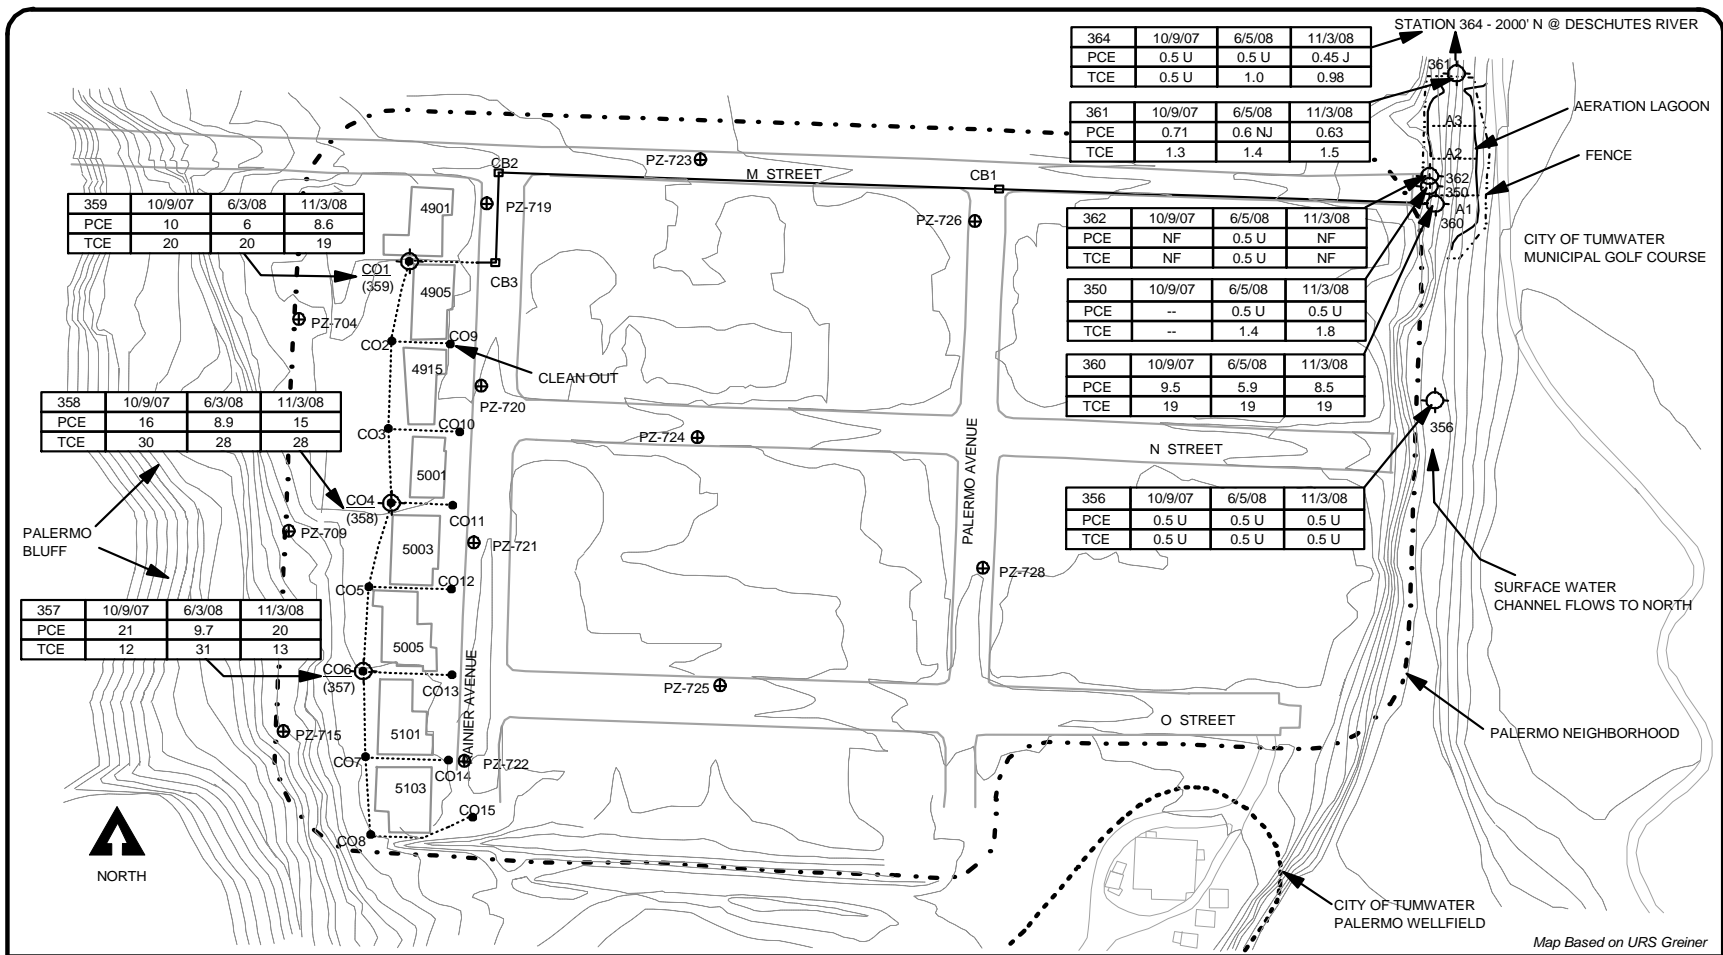 STATION 364 - 2000' N @ DESCHUTES RIVER
364 10/9/07 6/5/08 11/3/08
PCE 0.5 U 0.5 U 0.45 J
TCE 0.5 U 1.0 0.98
361
AERATION LAGOON
361 10/9/07 6/5/08 11/3/08
PCE 0.71 0.6 NJ 0.63
TCE 1.3 1.4 1.5
A3
A2
FENCE
362
350
A1
360
CITY OF TUMWATER
MUNICIPAL GOLF COURSE
CB2
PZ-723
M STREET
CB1
359 10/9/07 6/3/08 11/3/08
PCE 10 6 8.6
TCE 20 20 19
4901
PZ-719
PZ-726
362 10/9/07 6/5/08 11/3/08
PCE NF 0.5 U NF
TCE NF 0.5 U NF
CO1
(359)
4905
CB3
350 10/9/07 6/5/08 11/3/08
PCE -- 0.5 U 0.5 U
TCE -- 1.4 1.8
PZ-704
CO2
CO9
4915
CLEAN OUT
PZ-720
360 10/9/07 6/5/08 11/3/08
PCE 9.5 5.9 8.5
TCE 19 19 19
358 10/9/07 6/3/08 11/3/08
PCE 16 8.9 15
TCE 30 28 28
CO3
CO10
PZ-724
PALERMO AVENUE
N STREET
356
5001
CO4
(358)
CO11
356 10/9/07 6/5/08 11/3/08
PCE 0.5 U 0.5 U 0.5 U
TCE 0.5 U 0.5 U 0.5 U
PALERMO
BLUFF
PZ-709
5003
PZ-721
CO5
CO12
PZ-728
SURFACE WATER
CHANNEL FLOWS TO NORTH
357 10/9/07 6/3/08 11/3/08
PCE 21 9.7 20
TCE 12 31 13
5005
CO6
(357)
CO13
RAINIER AVENUE
PZ-725
O STREET
PZ-715
5101
PALERMO NEIGHBORHOOD
CO7
CO14
PZ-722
5103
CO15
CO8
NORTH
CITY OF TUMWATER
PALERMO WELLFIELD
Map Based on URS Greiner